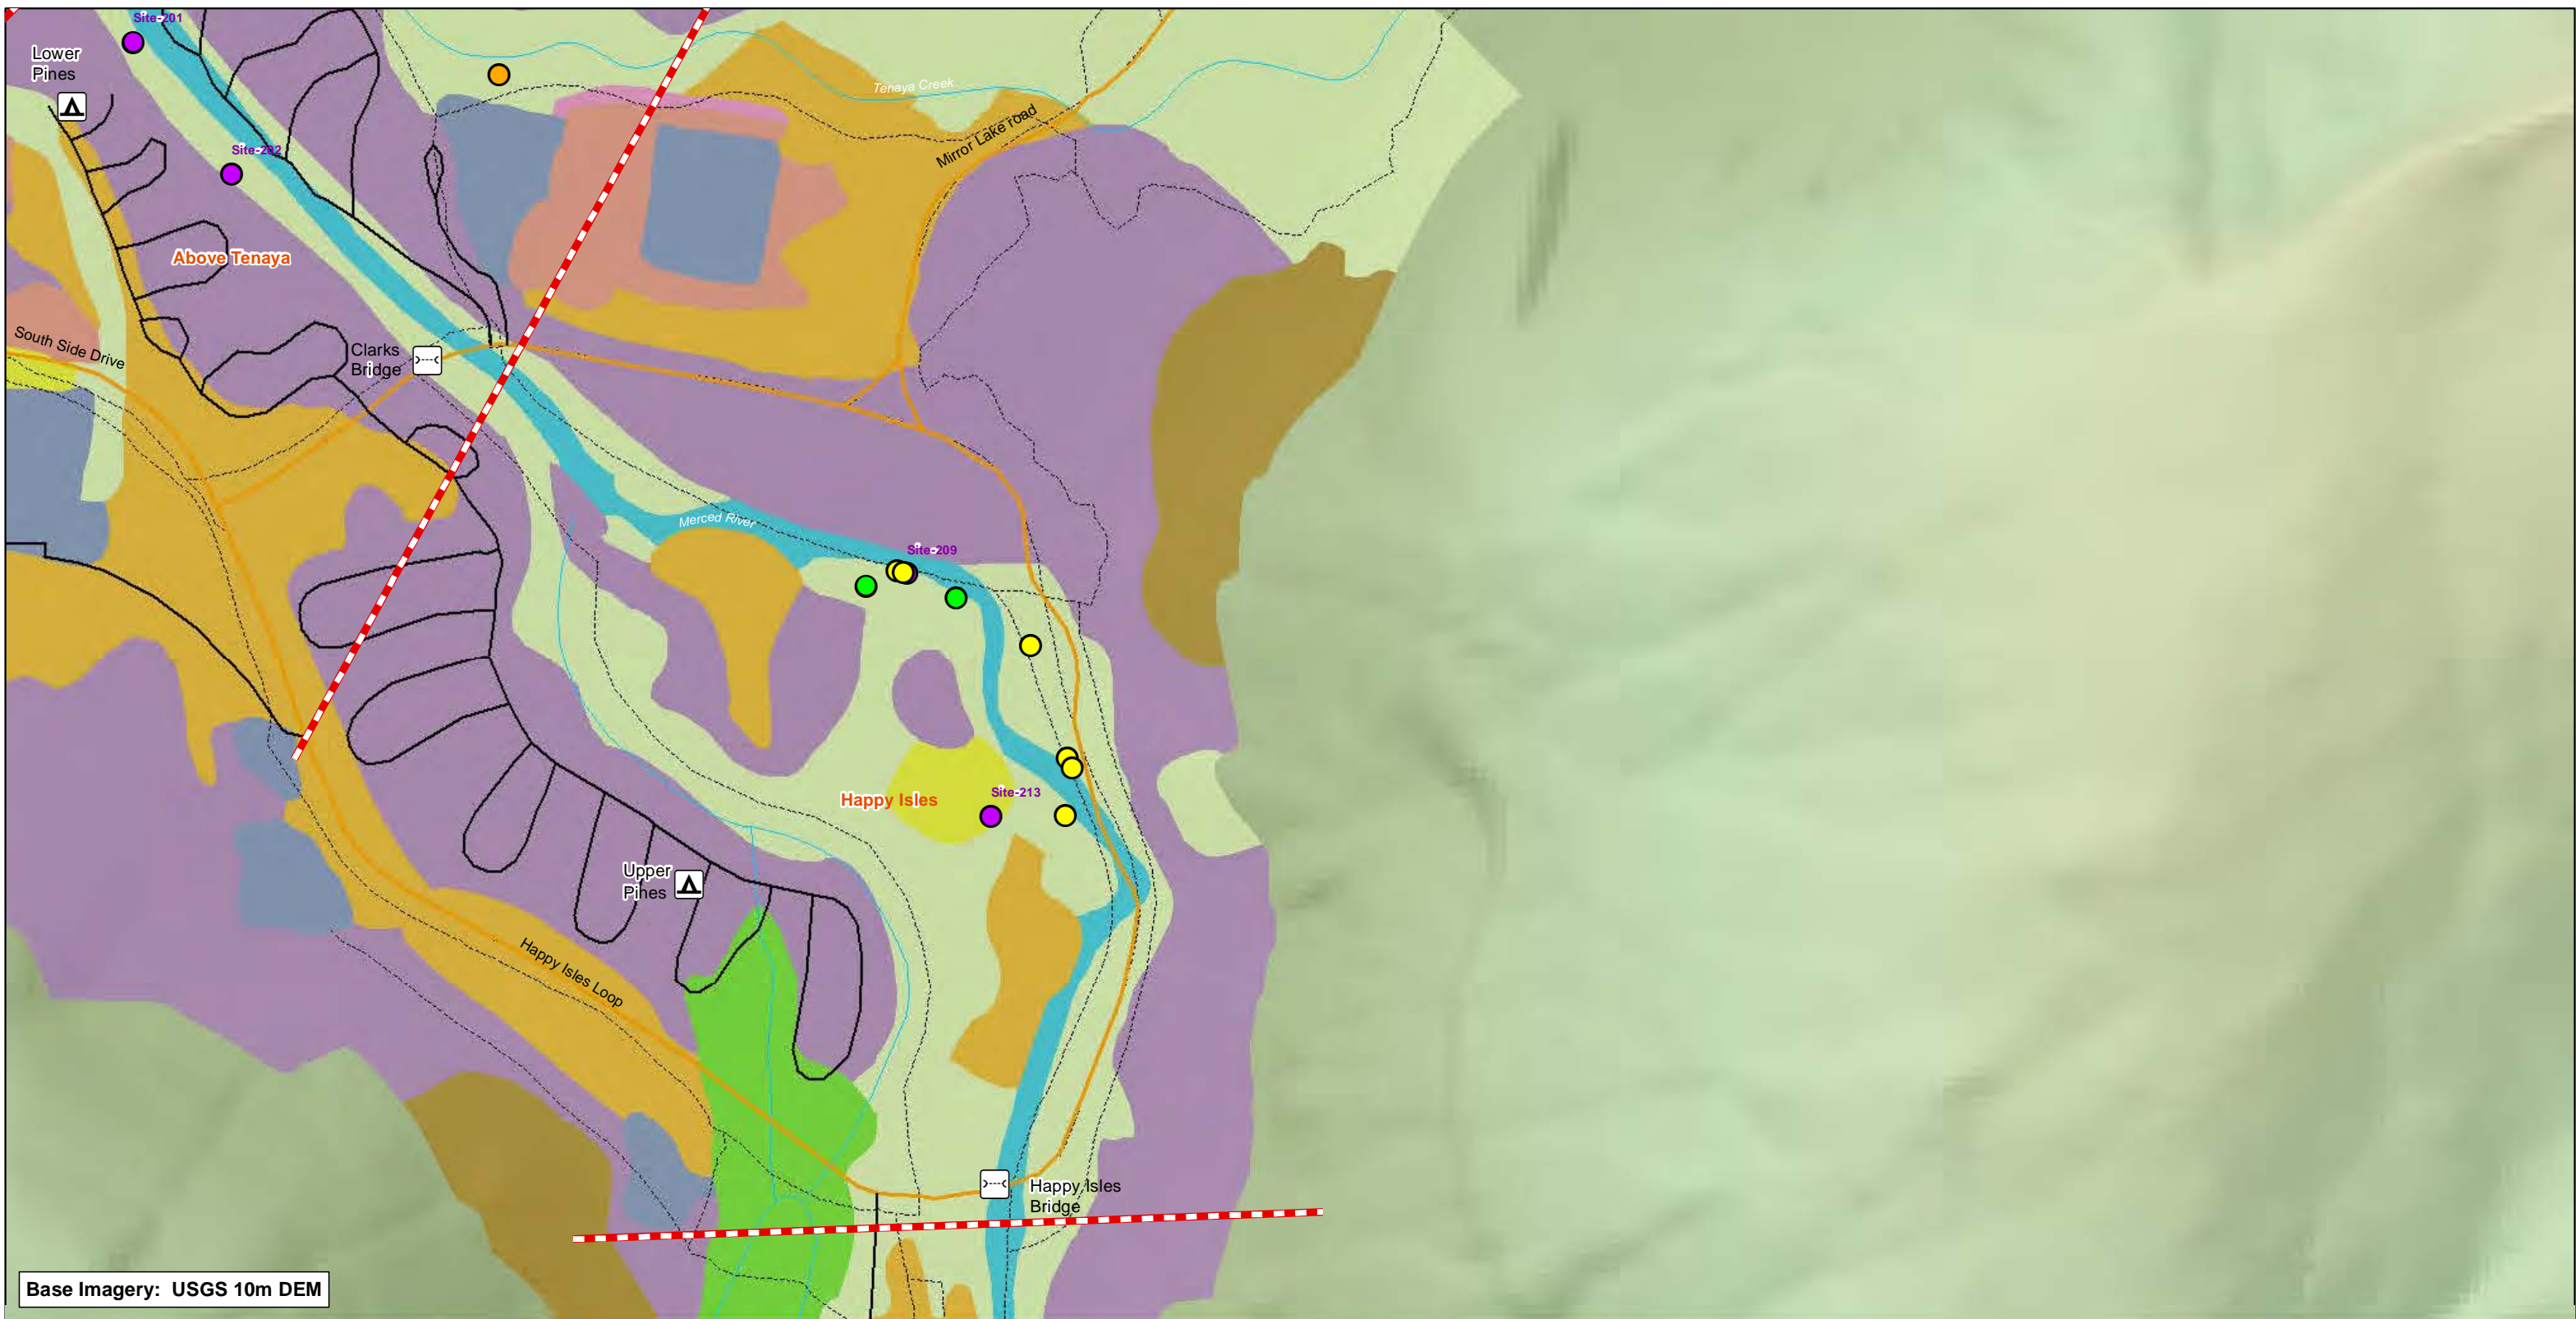 Site-201
Lower
Pines
Tenaya Creek
Mirror Lake road
Site-202
Above Tenaya
South Side Drive
Clarks
Bridge
Merced River
Site-209
Site-213
Happy Isles
Upper
Pines
Happy Isles Loop
Happy Isles
Bridge
Base Imagery: USGS 10m DEM